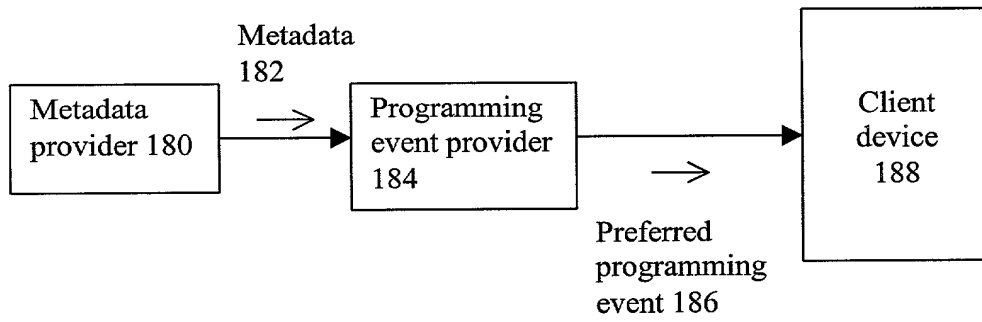 Metadata
182
Metadata
provider 180
Programming
event provider
184
Client
device
188
Preferred
programming
event 186